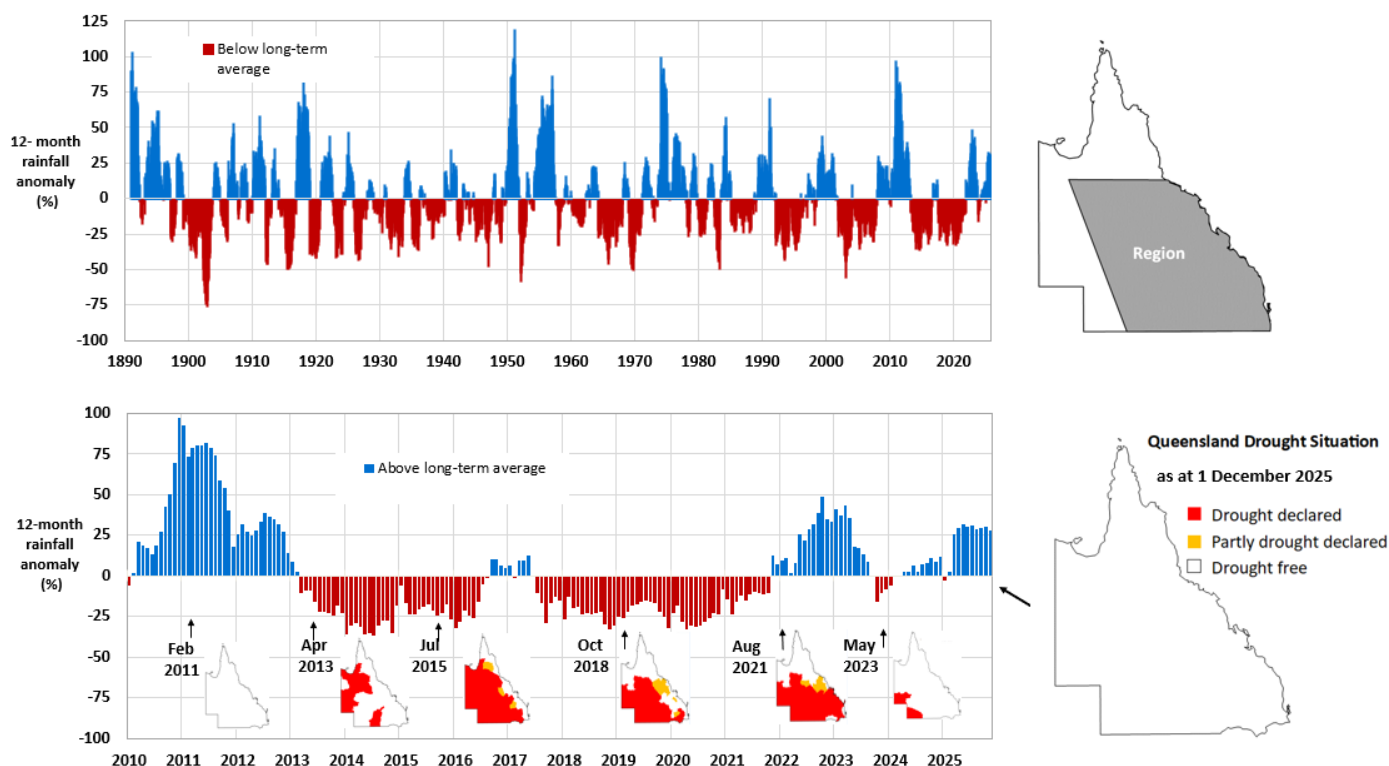 125
100
75
50
25
0
-25
-50
-75
-100
12- month
rainfall
anomaly
(%)
Below long-term
average
1890
1900
1910
1920
1930
1940
1950
1960
1970
1980
1990
2000
2010
2020
Region
100
75
50
25
0
-25
-50
-75
-100
12-month
rainfall
anomaly
(%)
Above long-term average
Feb
2011
Apr
2013
Jul
2015
Oct
2018
Aug
2021
May
2023
2010
2011
2012
2013
2014
2015
2016
2017
2018
2019
2020
2021
2022
2023
2024
2025
Queensland Drought Situation
as at 1 December 2025
Drought declared
Partly drought declared
Drought free